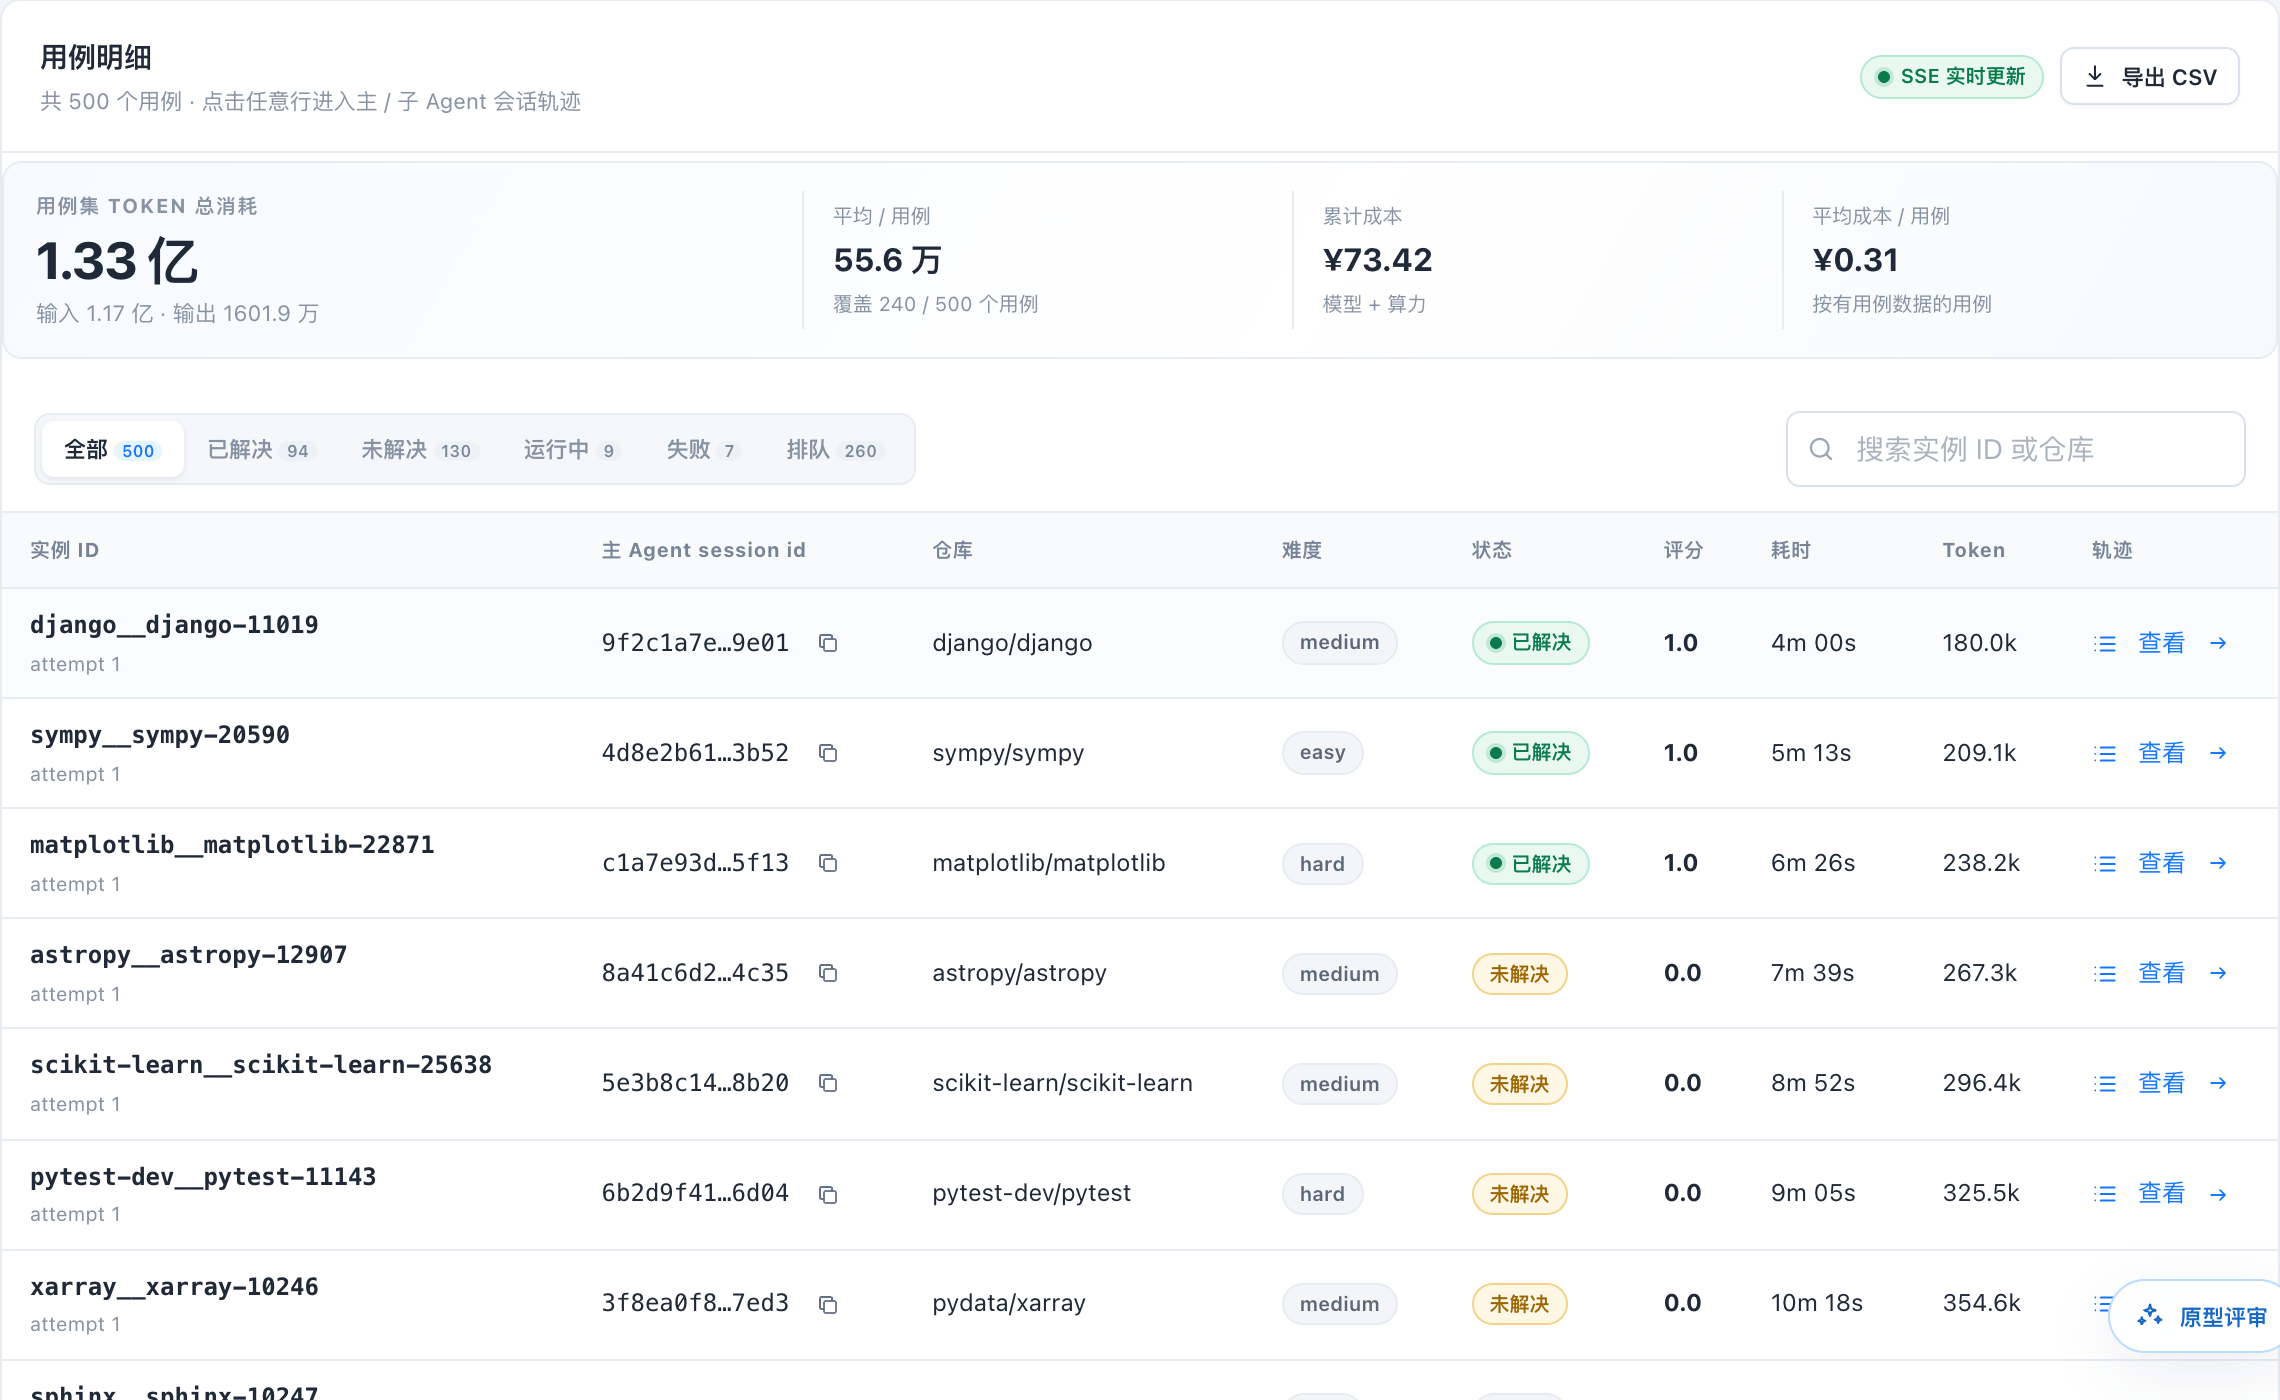 用例明细
共 500 个用例 · 点击任意行进入主 / 子 Agent 会话轨迹
SSE 实时更新
导出 CSV
用例集 TOKEN 总消耗
1.33 亿
输入 1.17 亿 · 输出 1601.9 万
平均 / 用例
55.6 万
覆盖 240 / 500 个用例
累计成本
¥73.42
模型 + 算力
平均成本 / 用例
¥0.31
按有用例数据的用例
全部 500 已解决 94 未解决 130 运行中 9 失败 7 排队 260
搜索实例 ID 或仓库
实例 ID 主 Agent session id 仓库 难度 状态 评分 耗时 Token 轨迹
django__django-11019
attempt 1
9f2c1a7e…9e01 django/django medium 已解决 1.0 4m 00s 180.0k 查看 →
sympy__sympy-20590
attempt 1
4d8e2b61…3b52 sympy/sympy easy 已解决 1.0 5m 13s 209.1k 查看 →
matplotlib__matplotlib-22871
attempt 1
c1a7e93d…5f13 matplotlib/matplotlib hard 已解决 1.0 6m 26s 238.2k 查看 →
astropy__astropy-12907
attempt 1
8a41c6d2…4c35 astropy/astropy medium 未解决 0.0 7m 39s 267.3k 查看 →
scikit-learn__scikit-learn-25638
attempt 1
5e3b8c14…8b20 scikit-learn/scikit-learn medium 未解决 0.0 8m 52s 296.4k 查看 →
pytest-dev__pytest-11143
attempt 1
6b2d9f41…6d04 pytest-dev/pytest hard 未解决 0.0 9m 05s 325.5k 查看 →
xarray__xarray-10246
attempt 1
3f8ea0f8…7ed3 pydata/xarray medium 未解决 0.0 10m 18s 354.6k
原型评审
sphinx__sphinx-10247